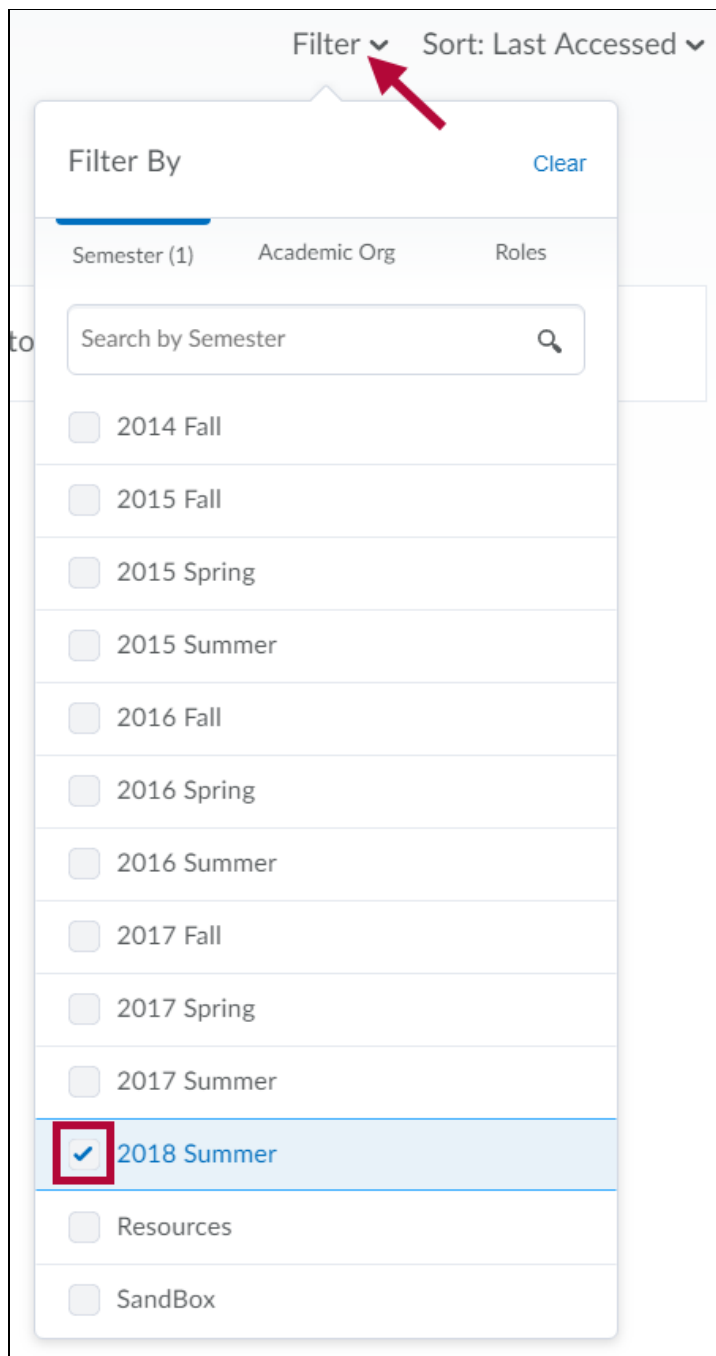 Filter Sort: Last Accessed
Filter By Clear
Semester (1) Academic Org Roles
to Search by Semester
2014 Fall
2015 Fall
2015 Spring
2015 Summer
2016 Fall
2016 Spring
2016 Summer
2017 Fall
2017 Spring
2017 Summer
2018 Summer
Resources
SandBox